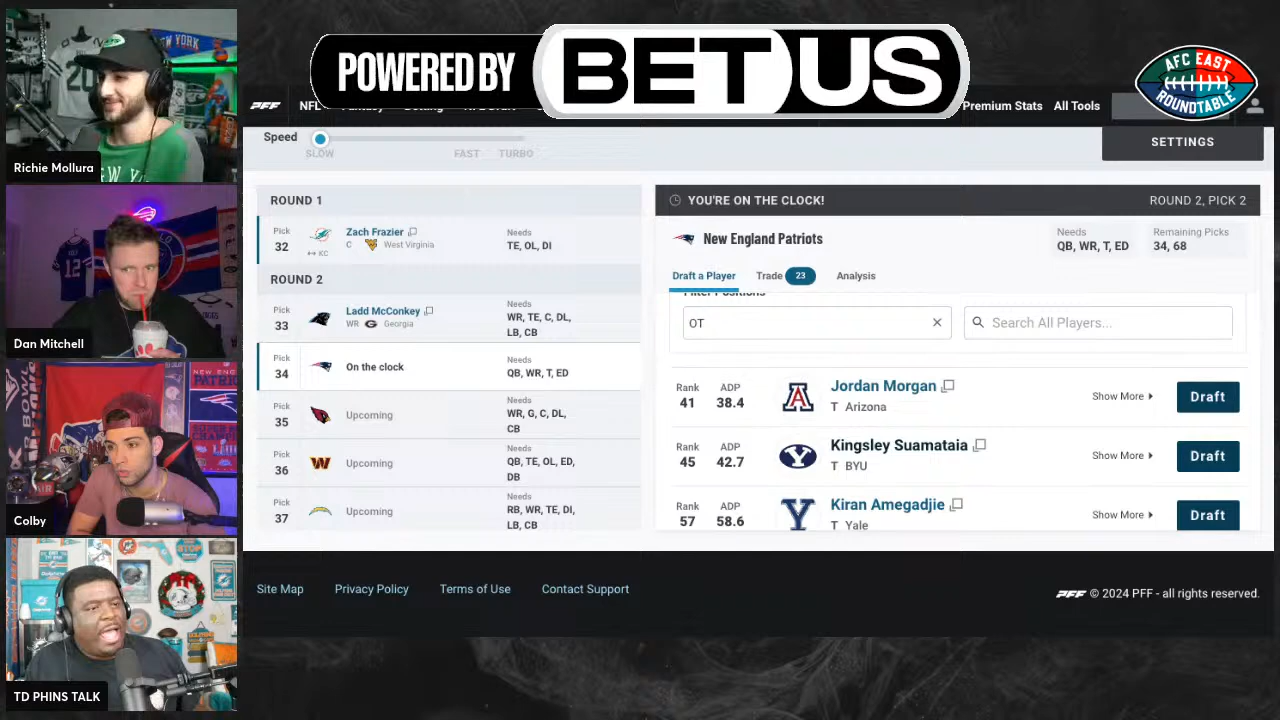 POWERED BY BETUS
AFC EAST
ROUNDTABLE
PFF NFL
Premium Stats All Tools
Speed
SLOW FAST TURBO
SETTINGS
ROUND 1
Pick
32
Zach Frazier
C West Virginia
KC
Needs
TE, OL, DI
ROUND 2
Pick
33
Ladd McConkey
WR Georgia
Needs
WR, TE, C, DL,
LB, CB
Pick
34
On the clock
Needs
QB, WR, T, ED
Pick
35
Upcoming
Needs
WR, G, C, DL,
CB
Pick
36
Upcoming
Needs
QB, TE, OL, ED,
DB
Pick
37
Upcoming
Needs
RB, WR, TE, DI,
LB, CB
YOU'RE ON THE CLOCK!
ROUND 2, PICK 2
New England Patriots
Needs
QB, WR, T, ED
Remaining Picks
34, 68
Draft a Player Trade 23 Analysis
Filter Positions
OT
Search All Players...
Rank
41
ADP
38.4
Jordan Morgan
T Arizona
Show More
Draft
Rank
45
ADP
42.7
Kingsley Suamataia
T BYU
Show More
Draft
Rank
57
ADP
58.6
Kiran Amegadjie
T Yale
Show More
Draft
Site Map Privacy Policy Terms of Use Contact Support
PFF © 2024 PFF - all rights reserved.
Richie Mollura
Dan Mitchell
Colby
TD PHINS TALK